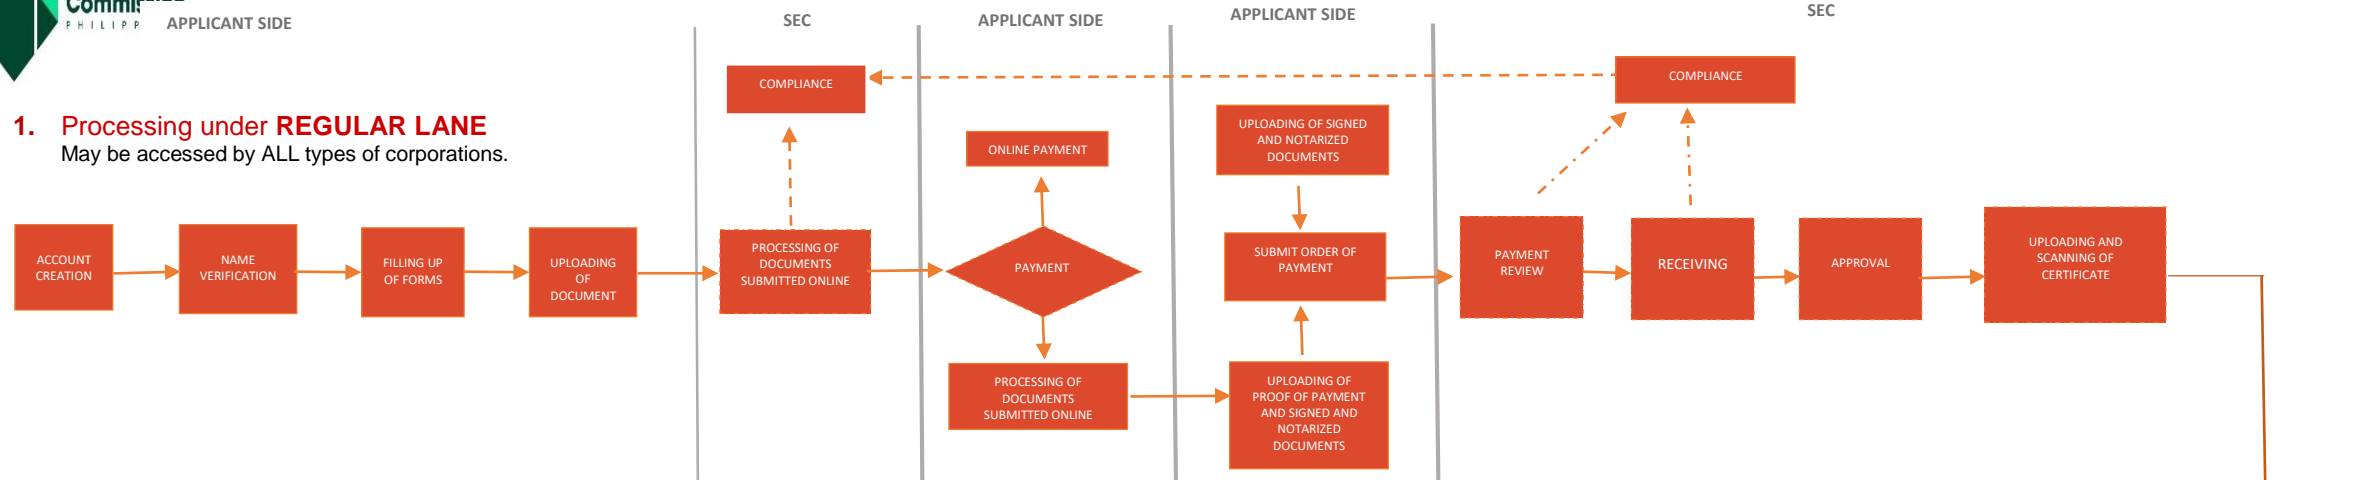 PHILIPP
APPLICANT SIDE
SEC
APPLICANT SIDE
APPLICANT SIDE
SEC
1. Processing under REGULAR LANE
May be accessed by ALL types of corporations.
ACCOUNT
CREATION
NAME
VERIFICATION
FILLING UP
OF FORMS
UPLOADING
OF
DOCUMENT
COMPLIANCE
PROCESSING OF
DOCUMENTS
SUBMITTED ONLINE
ONLINE PAYMENT
PAYMENT
PROCESSING OF
DOCUMENTS
SUBMITTED ONLINE
UPLOADING OF SIGNED
AND NOTARIZED
DOCUMENTS
SUBMIT ORDER OF
PAYMENT
UPLOADING OF
PROOF OF PAYMENT
AND SIGNED AND
NOTARIZED
DOCUMENTS
COMPLIANCE
PAYMENT
REVIEW
RECEIVING
APPROVAL
UPLOADING AND
SCANNING OF
CERTIFICATE